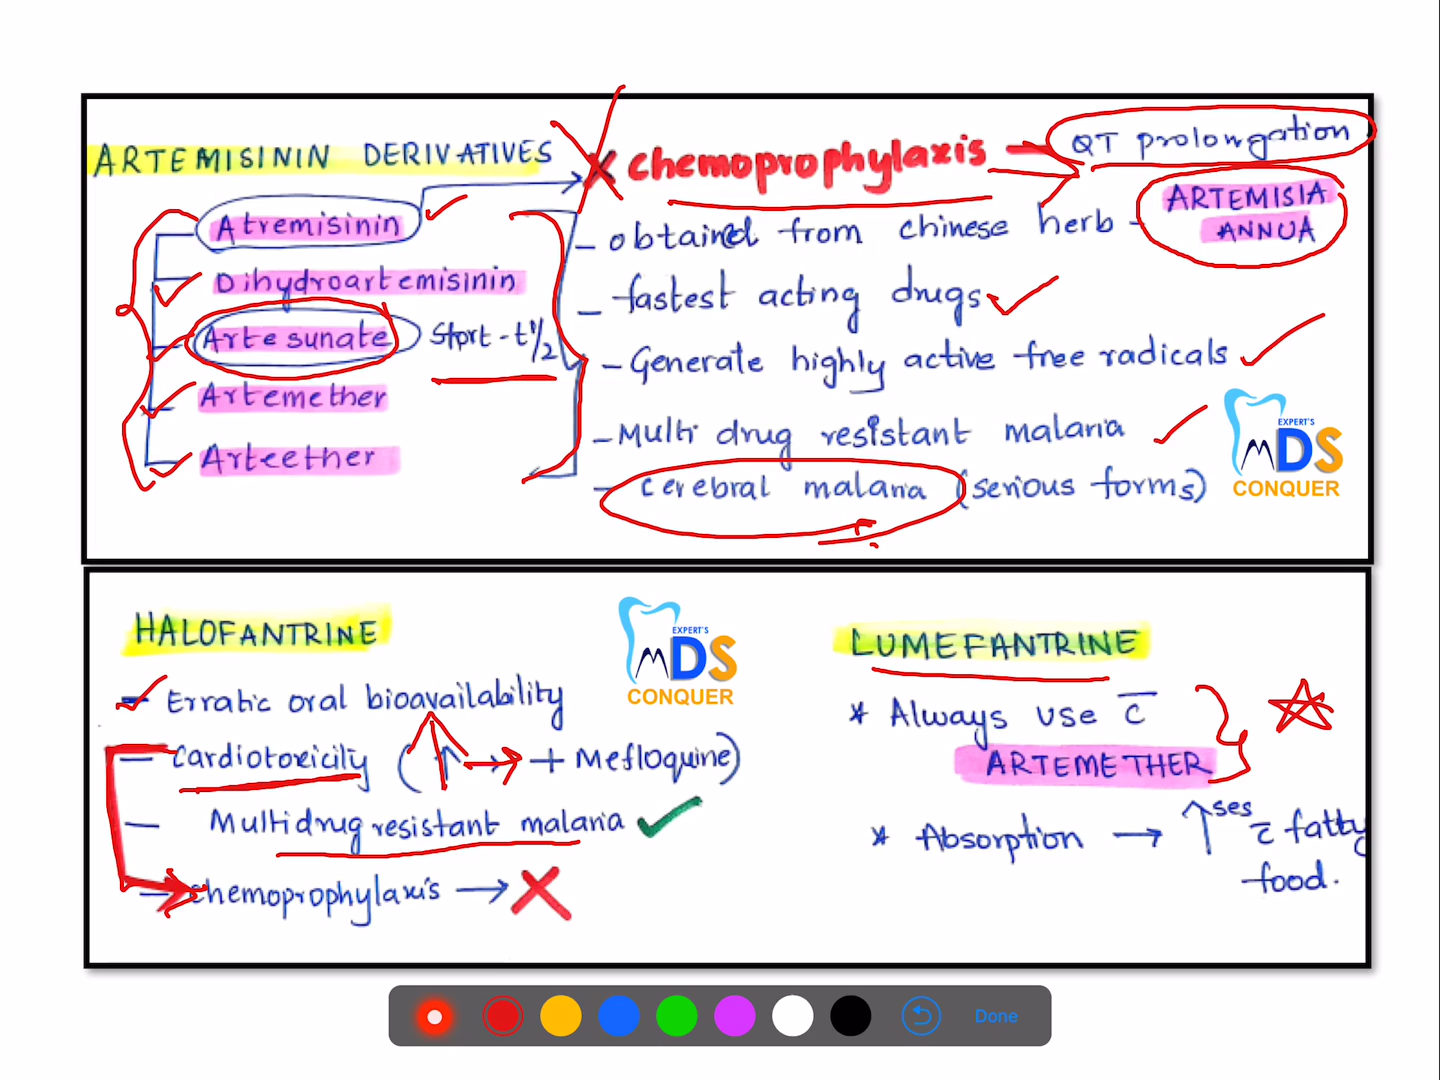 ARTEMISININ DERIVATIVES
Atremisinin
Dihydroartemisinin
Artesunate Short - t½
Artemether
Arteether
X chemoprophylaxis → QT prolongation
- obtained from chinese herb - ARTEMISIA
ANNUA
- fastest acting drugs
- Generate highly active free radicals
- Multi drug resistant malaria
- cerebral malaria (serious forms)
EXPERT'S
MDS
CONQUER
HALOFANTRINE
- Erratic oral bioavailability
- Cardiotoxicity (↑ → + Mefloquine)
- Multidrug resistant malaria ✓
- chemoprophylaxis → X
EXPERT'S
MDS
CONQUER
LUMEFANTRINE
* Always use c̅
ARTEMETHER
* Absorption → ↑ses c̅ fatty
food.
Done